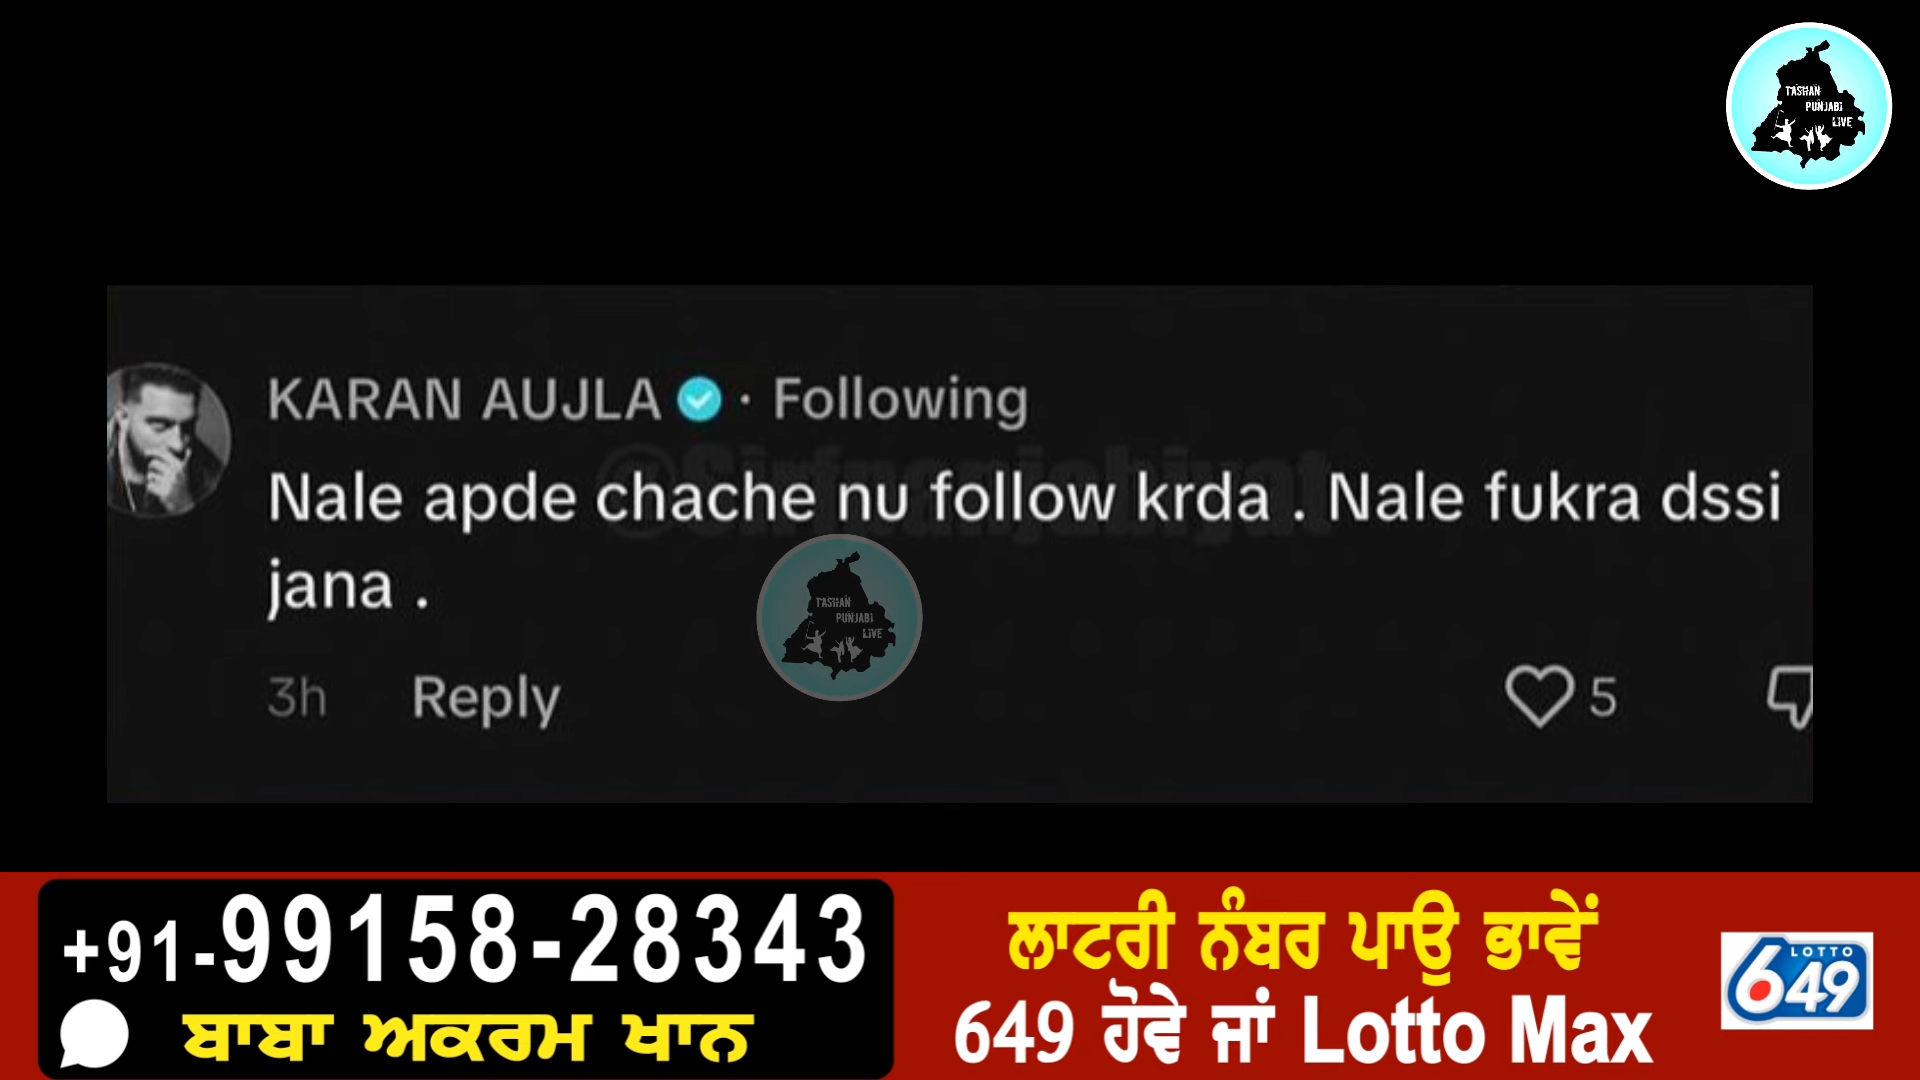 TASHAN
PUNJABI
LIVE
KARAN AUJLA · Following
Nale apde chache nu follow krda . Nale fukra dssi
jana .
TASHAN
PUNJABI
LIVE
3h Reply 5
+91-99158-28343
ਬਾਬਾ ਅਕਰਮ ਖਾਨ
ਲਾਟਰੀ ਨੰਬਰ ਪਾਉ ਭਾਵੇਂ
649 ਹੋਵੇ ਜਾਂ Lotto Max
LOTTO
649